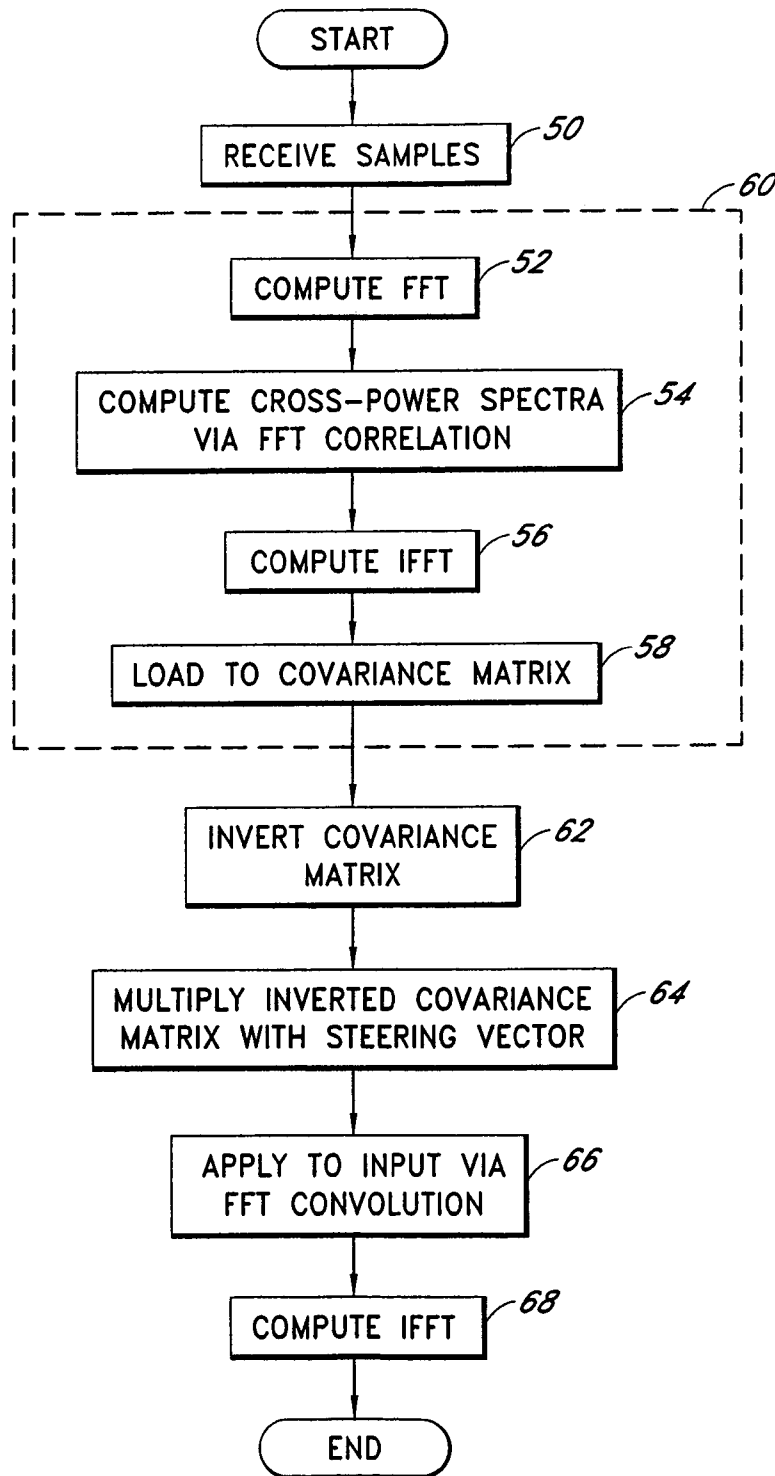 START
RECEIVE SAMPLES
50
60
COMPUTE FFT
52
COMPUTE CROSS-POWER SPECTRA
VIA FFT CORRELATION
54
COMPUTE IFFT
56
LOAD TO COVARIANCE MATRIX
58
INVERT COVARIANCE
MATRIX
62
MULTIPLY INVERTED COVARIANCE
MATRIX WITH STEERING VECTOR
64
APPLY TO INPUT VIA
FFT CONVOLUTION
66
COMPUTE IFFT
68
END